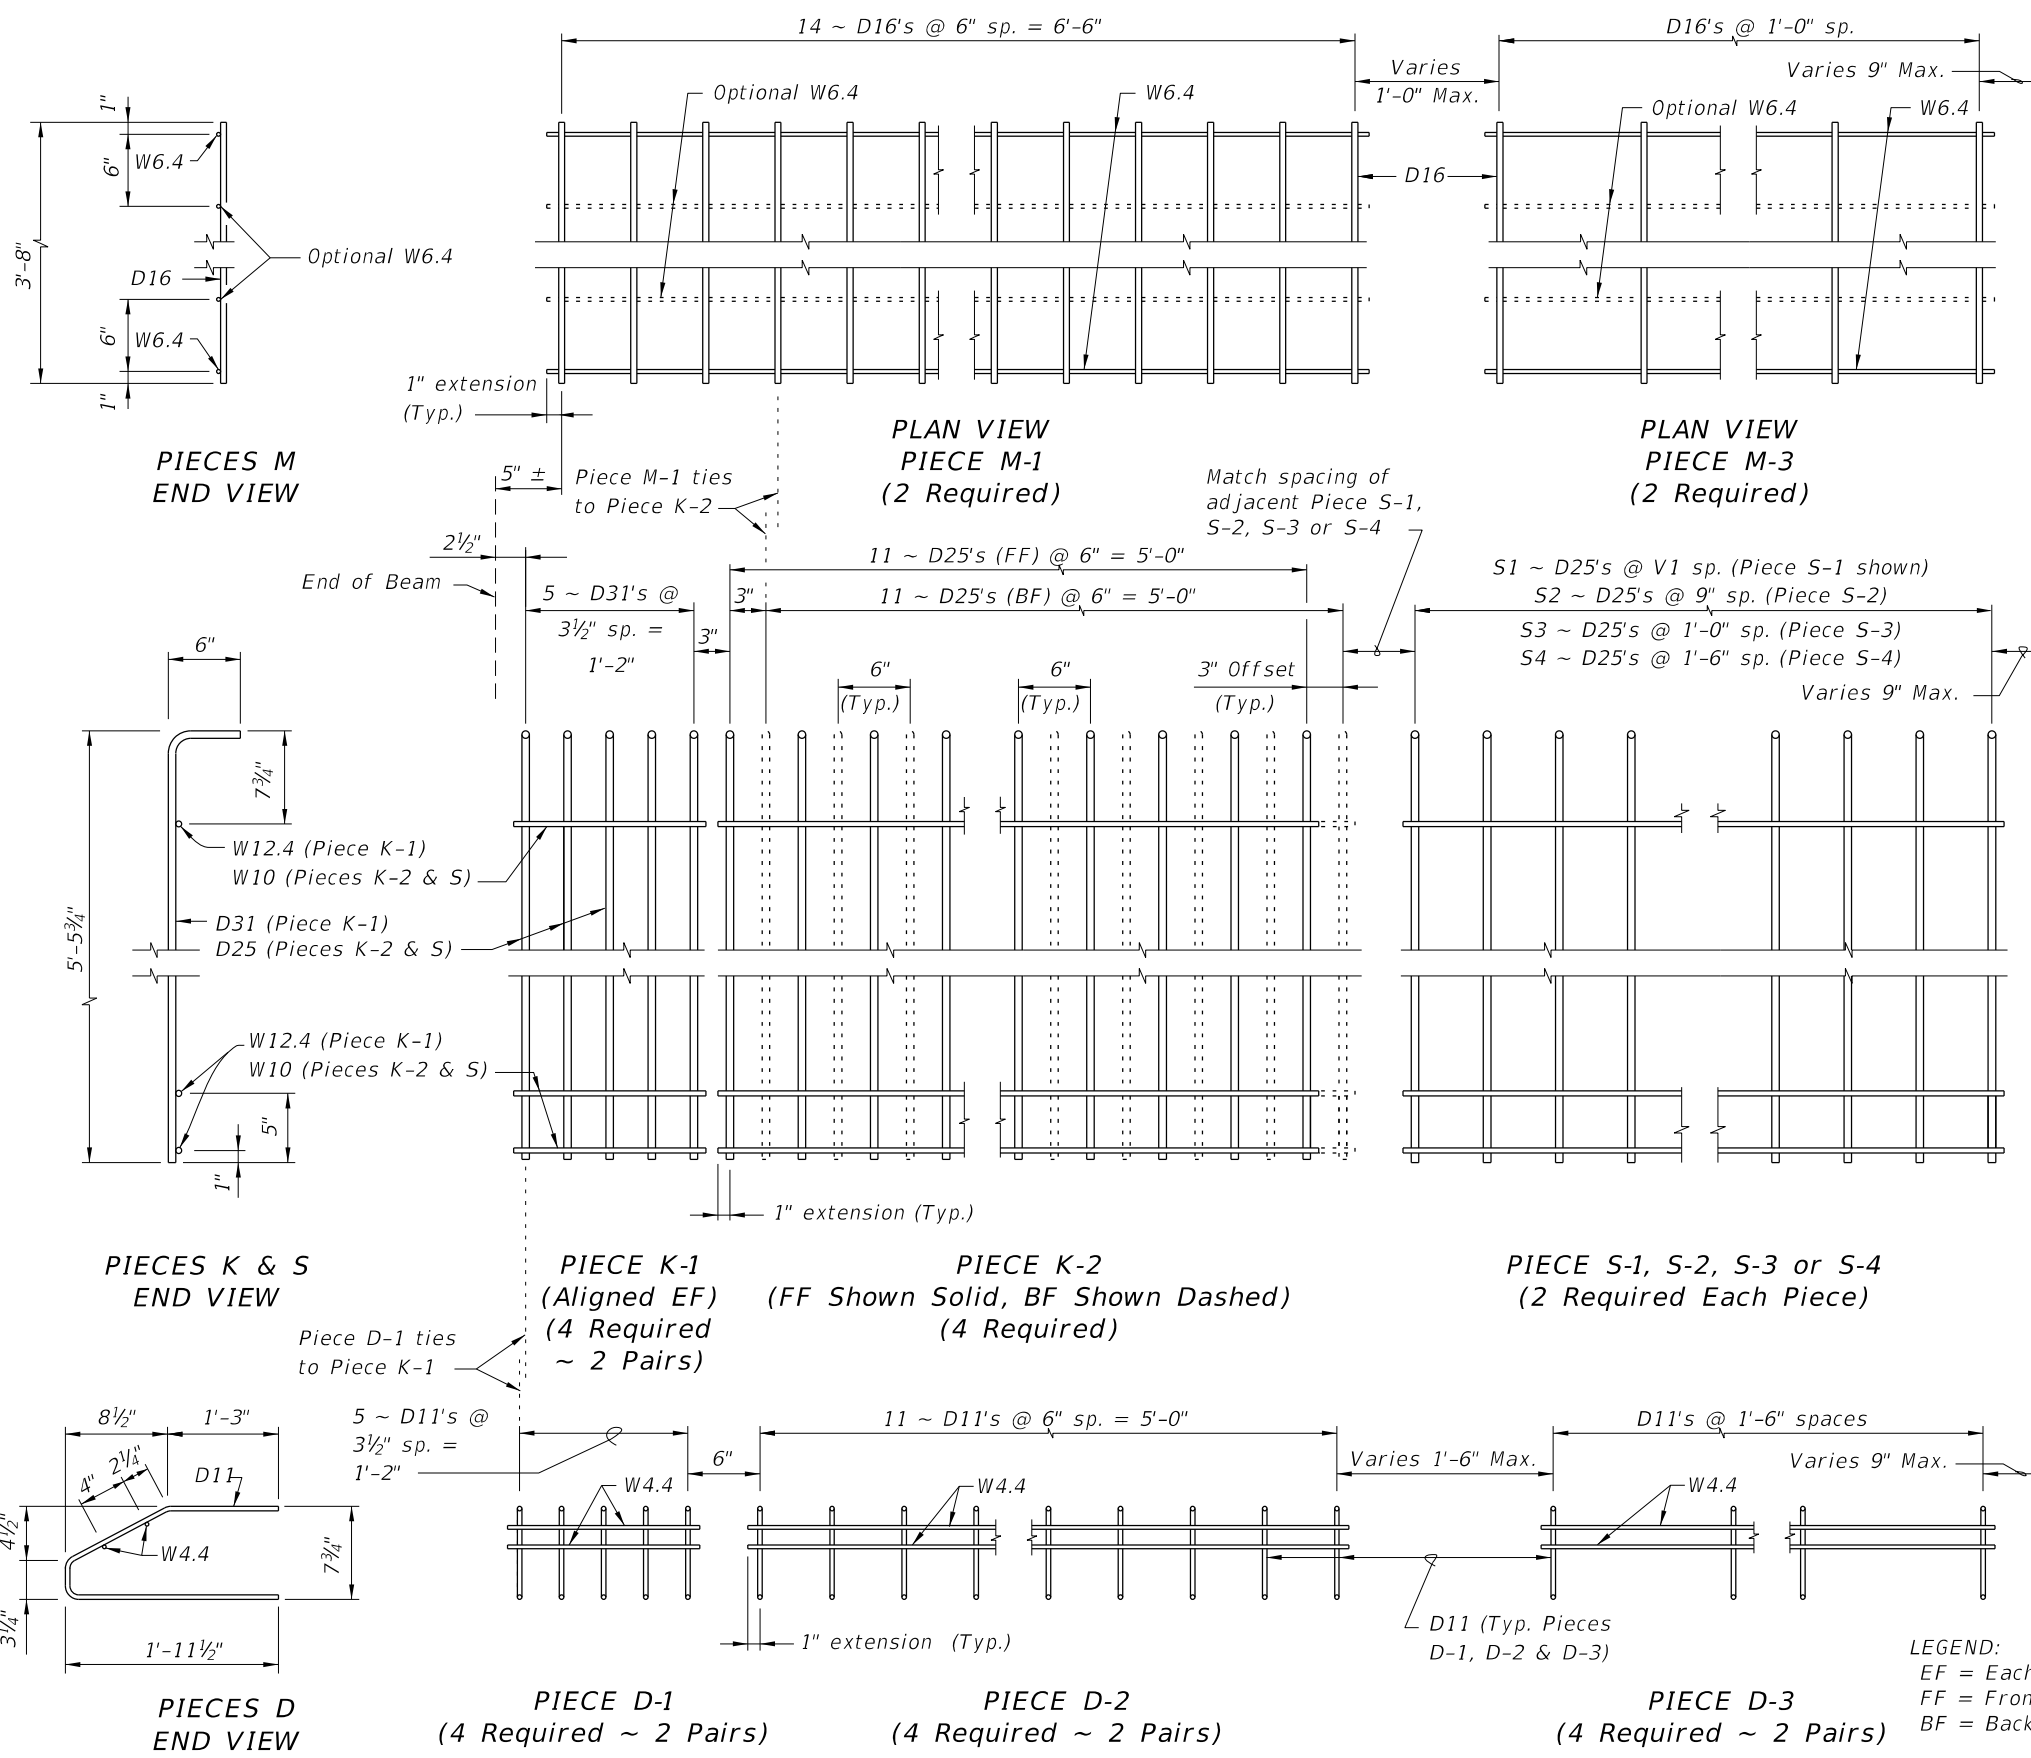 14 ~ D16's @ 6" sp. = 6'-6"
D16's @ 1'-0" sp.
Varies
1'-0" Max.
Varies 9" Max.
Optional W6.4
W6.4
Optional W6.4
W6.4
D16
1"
6"
W6.4
3'-8"
Optional W6.4
D16
6"
W6.4
1"
1" extension
(Typ.)
PIECES M
END VIEW
PLAN VIEW
PIECE M-1
(2 Required)
PLAN VIEW
PIECE M-3
(2 Required)
5" ±
Piece M-1 ties
to Piece K-2
Match spacing of
adjacent Piece S-1,
S-2, S-3 or S-4
2½"
End of Beam
5 ~ D31's @
3½" sp. =
1'-2"
3"
3"
11 ~ D25's (FF) @ 6" = 5'-0"
11 ~ D25's (BF) @ 6" = 5'-0"
6"
(Typ.)
6"
(Typ.)
3" Offset
(Typ.)
S1 ~ D25's @ V1 sp. (Piece S-1 shown)
S2 ~ D25's @ 9" sp. (Piece S-2)
S3 ~ D25's @ 1'-0" sp. (Piece S-3)
S4 ~ D25's @ 1'-6" sp. (Piece S-4)
Varies 9" Max.
6"
7¾"
W12.4 (Piece K-1)
W10 (Pieces K-2 & S)
D31 (Piece K-1)
D25 (Pieces K-2 & S)
5'-5¾"
W12.4 (Piece K-1)
W10 (Pieces K-2 & S)
5"
1"
1" extension (Typ.)
PIECES K & S
END VIEW
PIECE K-1
(Aligned EF)
(4 Required
~ 2 Pairs)
PIECE K-2
(FF Shown Solid, BF Shown Dashed)
(4 Required)
PIECE S-1, S-2, S-3 or S-4
(2 Required Each Piece)
Piece D-1 ties
to Piece K-1
8½"
1'-3"
4"
2¼"
D11
4½"
W4.4
7¾"
3¼"
1'-11½"
5 ~ D11's @
3½" sp. =
1'-2"
W4.4
6"
11 ~ D11's @ 6" sp. = 5'-0"
W4.4
Varies 1'-6" Max.
D11's @ 1'-6" spaces
Varies 9" Max.
W4.4
1" extension (Typ.)
D11 (Typ. Pieces
D-1, D-2 & D-3)
LEGEND:
EF = Each
FF = Fron
BF = Back
PIECES D
END VIEW
PIECE D-1
(4 Required ~ 2 Pairs)
PIECE D-2
(4 Required ~ 2 Pairs)
PIECE D-3
(4 Required ~ 2 Pairs)